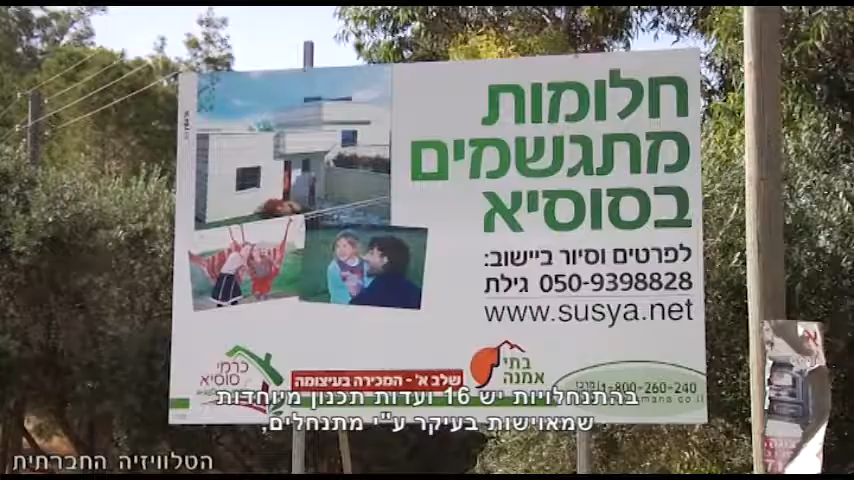 חלומות
מתגשמים
בסוסיא
לפרטים וסיור ביישוב:
050-9398828 גילת
www.susya.net
כרמי
סוסיא
שלב א' - המכירה בעיצומה
בתי
אמנה
1-800-260-240
בהתנחלויות יש 16 ועדות תכנון מיוחדות
שמאוישות בעיקר ע"י מתנחלים,
הטלוויזיה החברתית